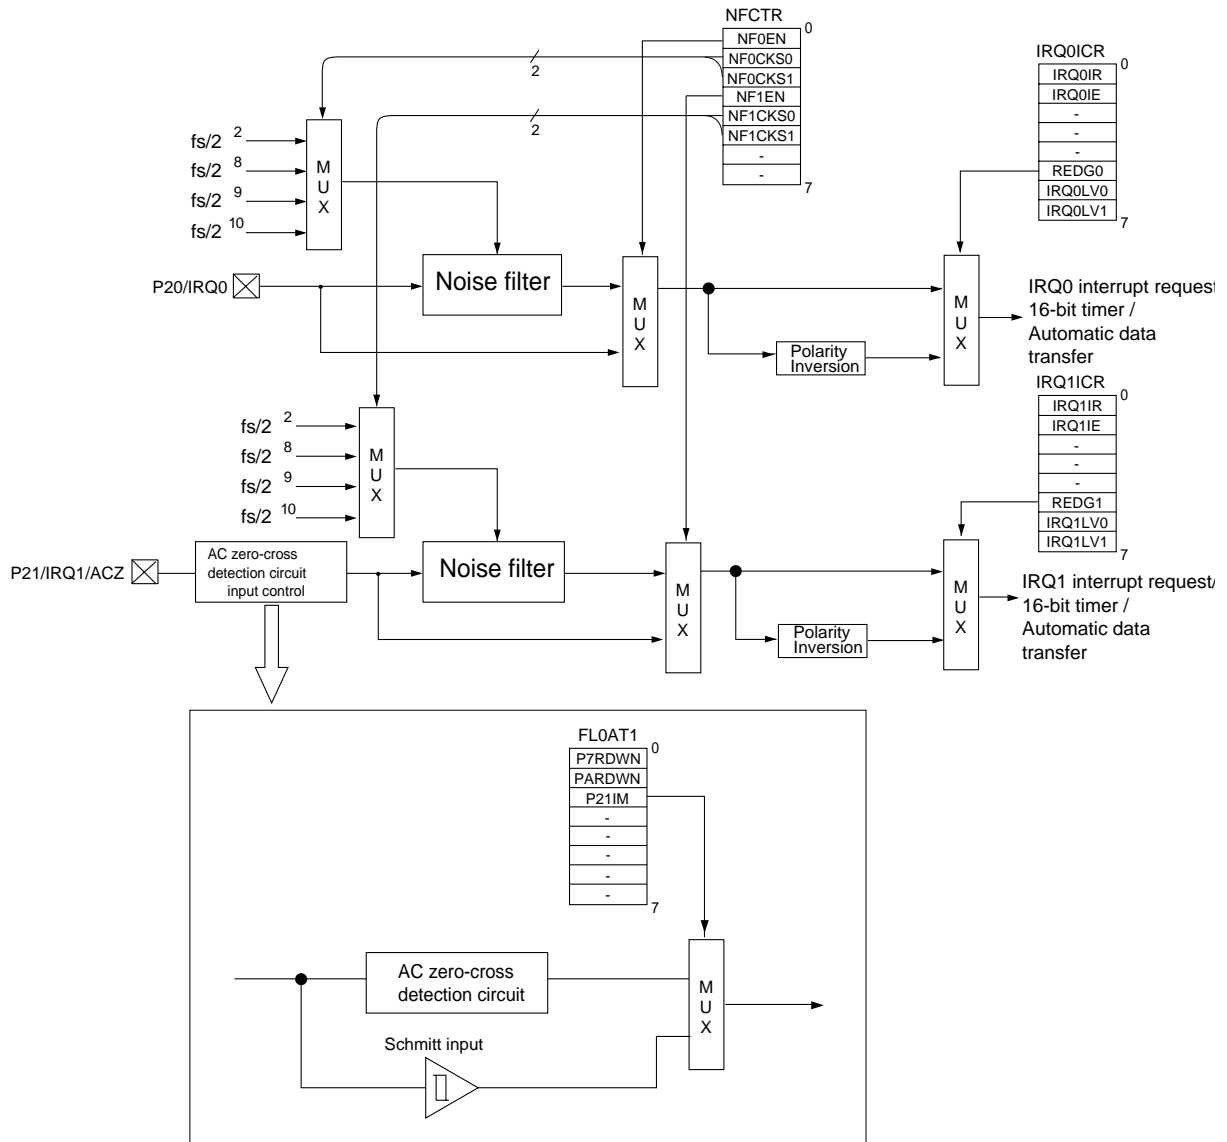 NFCTR
0
NF0EN
NF0CKS0
NF0CKS1
NF1EN
NF1CKS0
NF1CKS1
-
-
7
2
2
IRQ0ICR
0
IRQ0IR
IRQ0IE
-
-
-
REDG0
IRQ0LV0
IRQ0LV1
7
fs/2 2
fs/2 8
fs/2 9
fs/2 10
MUX
P20/IRQ0
Noise filter
MUX
Polarity
Inversion
MUX
IRQ0 interrupt request
16-bit timer /
Automatic data
transfer
IRQ1ICR
0
IRQ1IR
IRQ1IE
-
-
-
REDG1
IRQ1LV0
IRQ1LV1
7
fs/2 2
fs/2 8
fs/2 9
fs/2 10
MUX
P21/IRQ1/ACZ
AC zero-cross
detection circuit
input control
Noise filter
MUX
Polarity
Inversion
MUX
IRQ1 interrupt request/
16-bit timer /
Automatic data
transfer
FL0AT1
0
P7RDWN
PARDWN
P21IM
-
-
-
-
-
7
AC zero-cross
detection circuit
MUX
Schmitt input